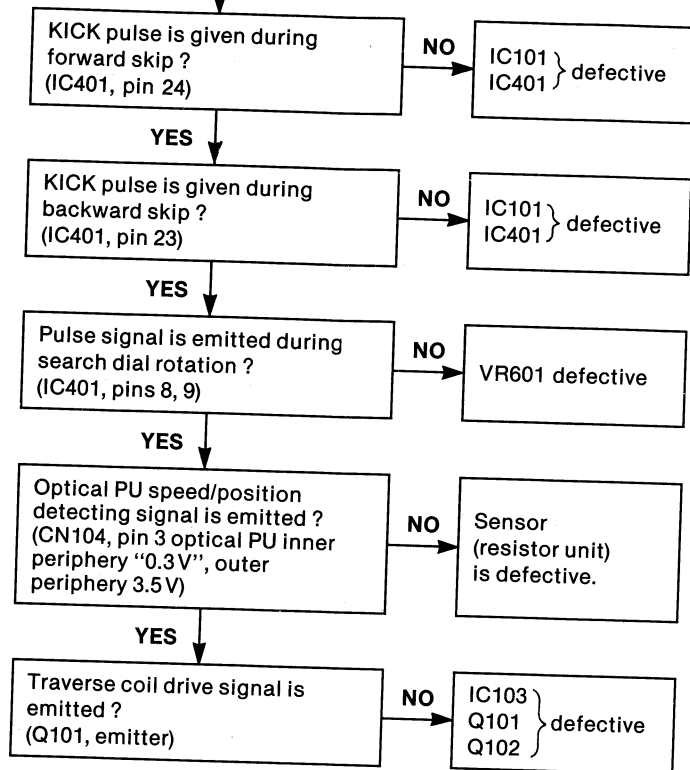 KICK pulse is given during
forward skip ?
(IC401, pin 24)
NO
IC101
IC401
defective
YES
KICK pulse is given during
backward skip ?
(IC401, pin 23)
NO
IC101
IC401
defective
YES
Pulse signal is emitted during
search dial rotation ?
(IC401, pins 8, 9)
NO
VR601 defective
YES
Optical PU speed/position
detecting signal is emitted ?
(CN104, pin 3 optical PU inner
periphery “0.3V”, outer
periphery 3.5V)
NO
Sensor
(resistor unit)
is defective.
YES
Traverse coil drive signal is
emitted ?
(Q101, emitter)
NO
IC103
Q101
Q102
defective